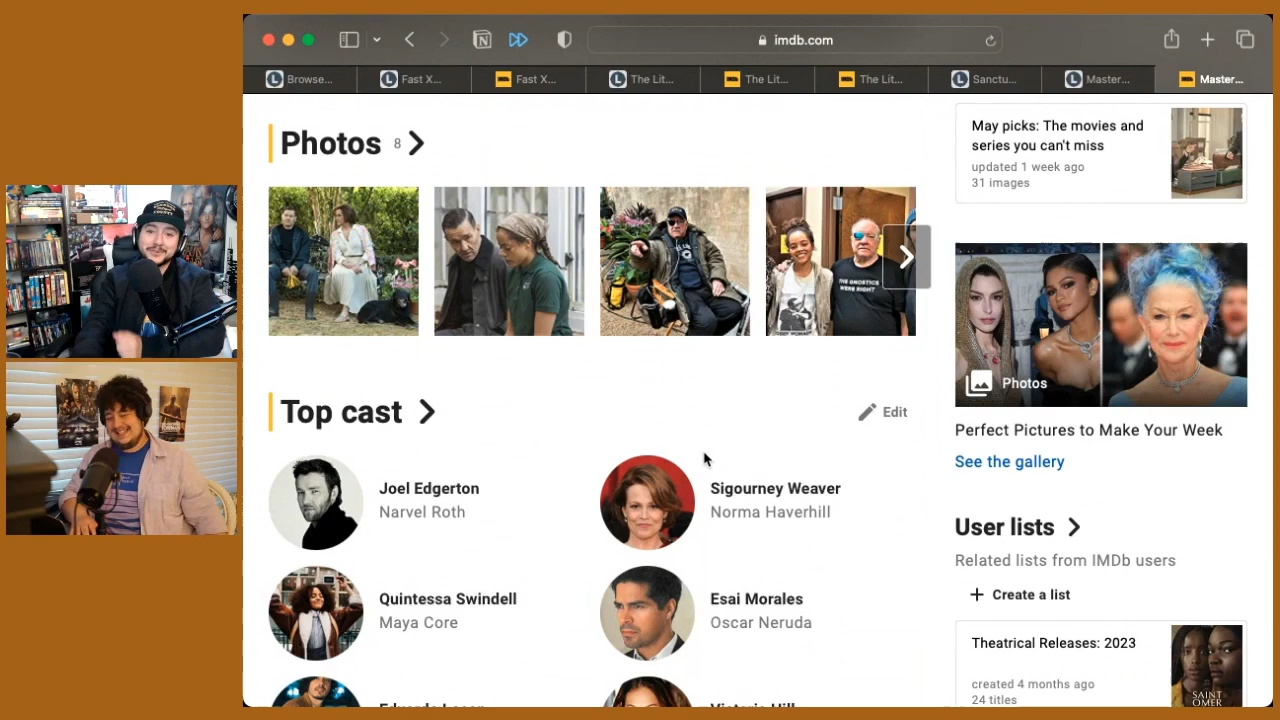 imdb.com
Browse...
Fast X...
Fast X...
The Lit...
The Lit...
The Lit...
Sanctu...
Master...
Master...
Photos 8
May picks: The movies and
series you can't miss
updated 1 week ago
31 images
THE GNOSTICS
WERE RIGHT
Photos
Perfect Pictures to Make Your Week
See the gallery
Top cast
Edit
Joel Edgerton
Narvel Roth
Sigourney Weaver
Norma Haverhill
Quintessa Swindell
Maya Core
Esai Morales
Oscar Neruda
User lists
Related lists from IMDb users
Create a list
Theatrical Releases: 2023
created 4 months ago
24 titles
SAINT
OMER